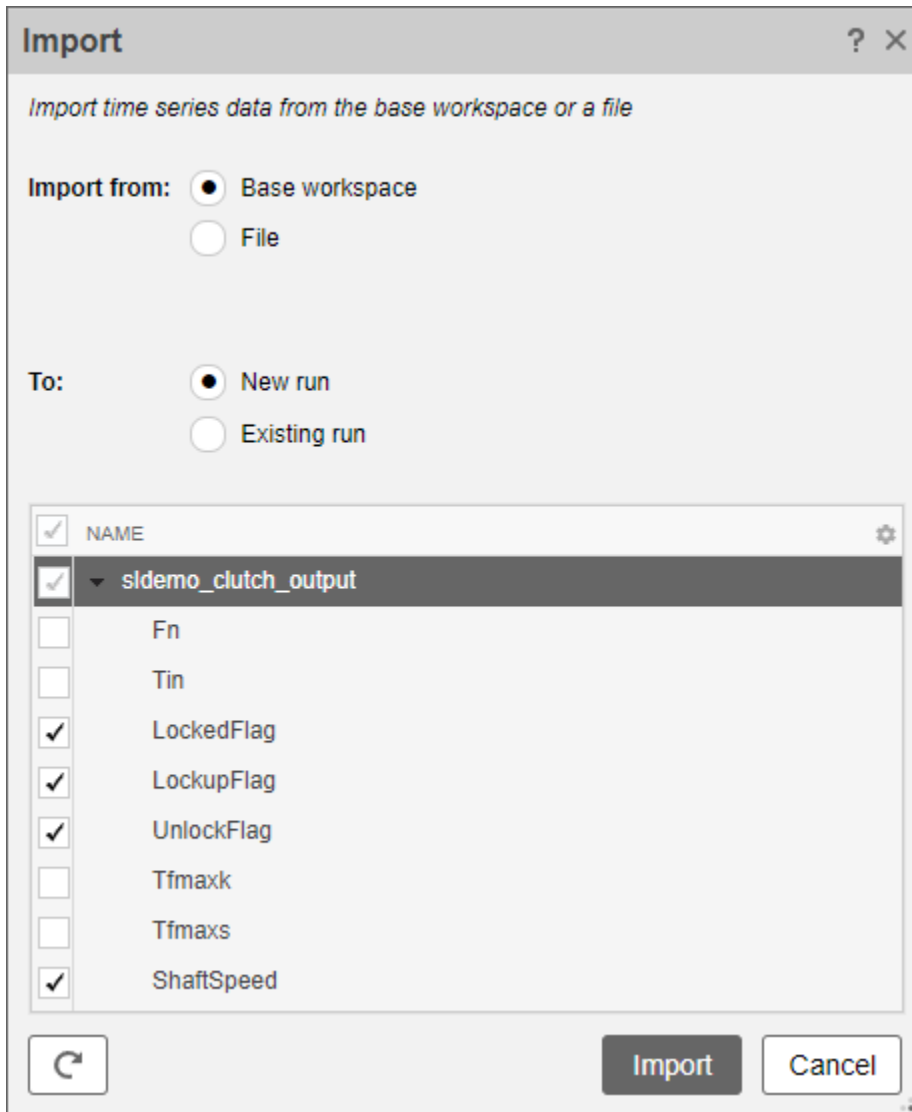 Import ?
Import time series data from the base workspace or a file
Import from: Base workspace
File
To: New run
Existing run
NAME
sldemo_clutch_output
Fn
Tin
LockedFlag
LockupFlag
UnlockFlag
Tfmaxk
Tfmaxs
ShaftSpeed
Import Cancel